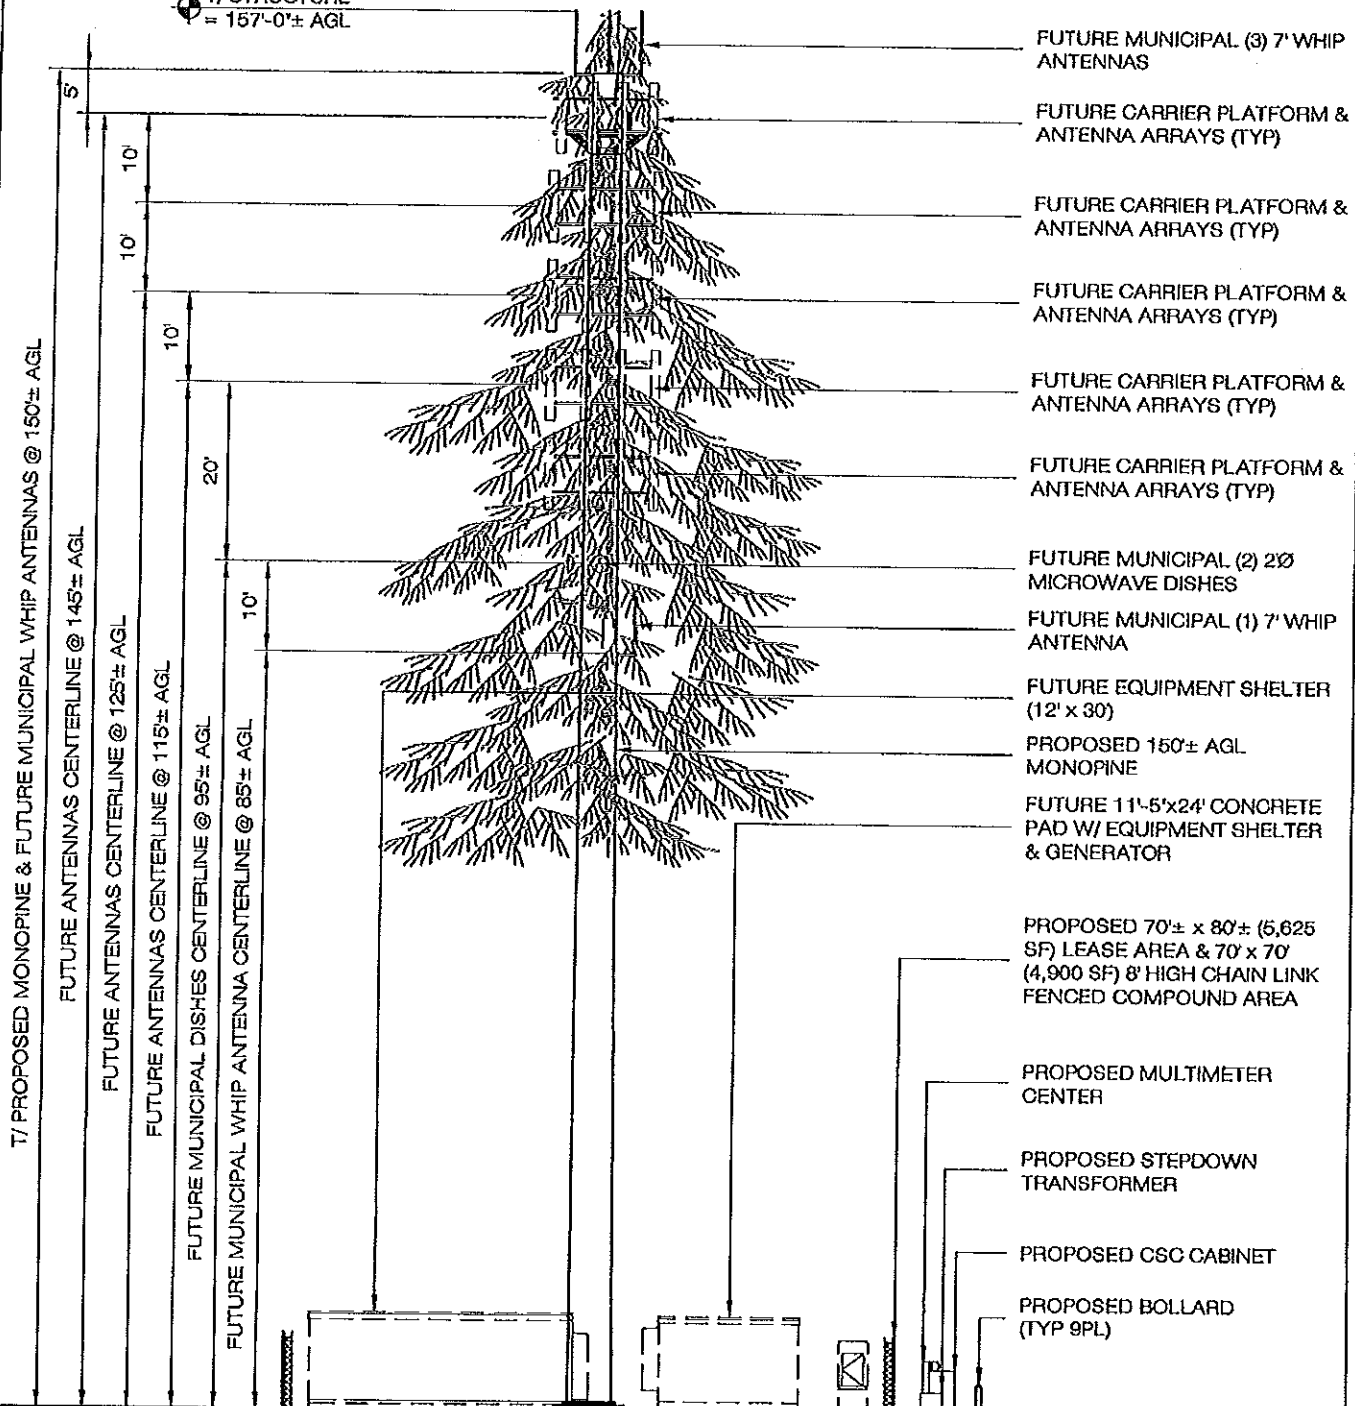 = 157'-0"± AGL
FUTURE MUNICIPAL (3) 7' WHIP
ANTENNAS
FUTURE CARRIER PLATFORM &
ANTENNA ARRAYS (TYP)
FUTURE CARRIER PLATFORM &
ANTENNA ARRAYS (TYP)
FUTURE CARRIER PLATFORM &
ANTENNA ARRAYS (TYP)
FUTURE CARRIER PLATFORM &
ANTENNA ARRAYS (TYP)
FUTURE CARRIER PLATFORM &
ANTENNA ARRAYS (TYP)
FUTURE MUNICIPAL (2) 2'Ø
MICROWAVE DISHES
FUTURE MUNICIPAL (1) 7' WHIP
ANTENNA
FUTURE EQUIPMENT SHELTER
(12' x 30')
PROPOSED 150'± AGL
MONOPINE
FUTURE 11'-5'x24' CONCRETE
PAD W/ EQUIPMENT SHELTER
& GENERATOR
PROPOSED 70'± x 80'± (5,625
SF) LEASE AREA & 70' x 70'
(4,900 SF) 8' HIGH CHAIN LINK
FENCED COMPOUND AREA
PROPOSED MULTIMETER
CENTER
PROPOSED STEPDOWN
TRANSFORMER
PROPOSED CSC CABINET
PROPOSED BOLLARD
(TYP 9PL)
5'
10'
10'
10'
20'
10'
T/ PROPOSED MONOPINE & FUTURE MUNICIPAL WHIP ANTENNAS @ 150'± AGL
FUTURE ANTENNAS CENTERLINE @ 145'± AGL
FUTURE ANTENNAS CENTERLINE @ 125'± AGL
FUTURE ANTENNAS CENTERLINE @ 115'± AGL
FUTURE MUNICIPAL DISHES CENTERLINE @ 95'± AGL
FUTURE MUNICIPAL WHIP ANTENNA CENTERLINE @ 85'± AGL